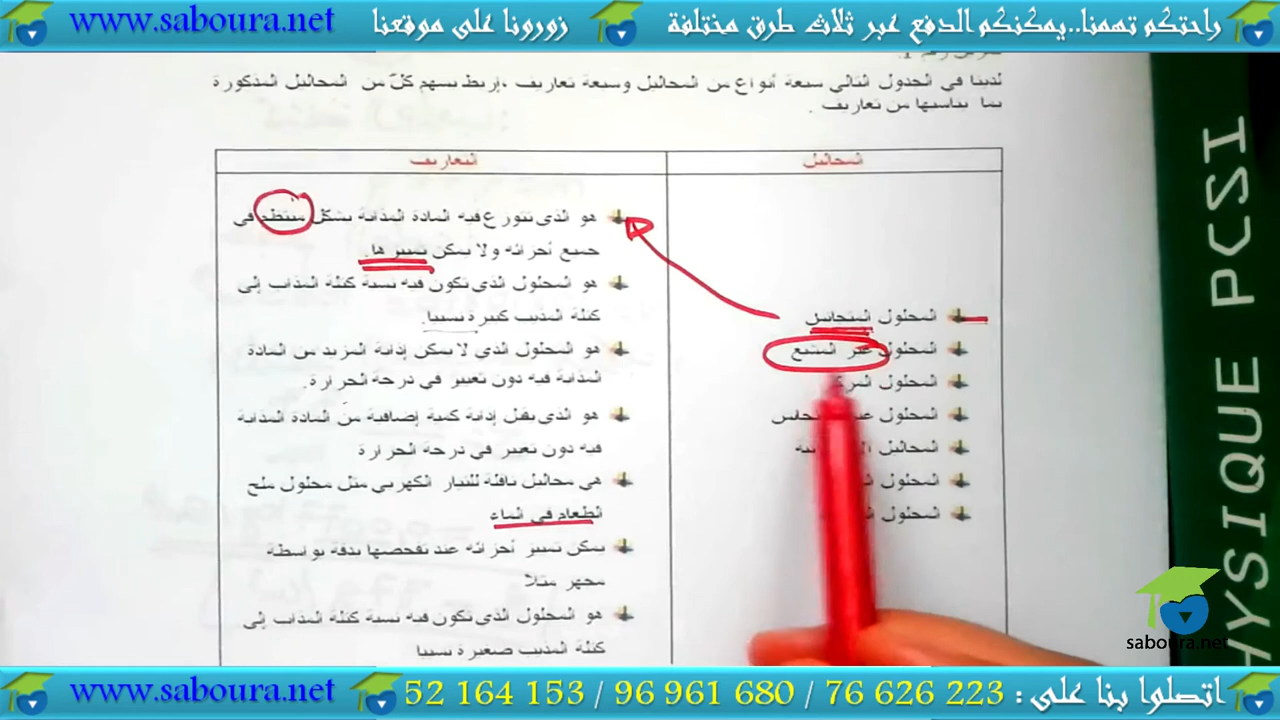 راحتكم تهمنا..يمكنكم الدفع عبر ثلاث طرق مختلفة زورونا على موقعنا www.saboura.net
لدينا في الجدول التالي سبعة أنواع من المحاليل وسبعة تعاريف ،إربط بسهم كلّ من المحاليل المذكورة
بما يناسبها من تعاريف .
المحاليل
المحلول المتجانس
المحلول غير المشبع
المحلول
المحلول
المحاليل
المحلول
المحلول
التعاريف
هو الذي تتوزع فيه المادة المذابة بشكل منتظم في
جميع أجزائه ولا يمكن تمييزها.
هو المحلول الذي تكون فيه نسبة كتلة المذاب إلى
كتلة المذيب كبيرة نسبيا.
هو المحلول الذي لا يمكن إذابة المزيد من المادة
المذابة فيه دون تغيير في درجة الحرارة.
هو الذي يقبل إذابة كمية إضافية من المادة المذابة
فيه دون تغيير في درجة الحرارة
هي محاليل ناقلة للتيار الكهربي مثل محلول ملح
الطعام في الماء
يمكن تمييز أجزائه عند تفحصها بدقة بواسطة
مجهر مثلا
هو المحلول الذي تكون فيه نسبة كتلة المذاب إلى
كتلة المذيب صغيرة نسبيا
PHYSIQUE PCSI
saboura.net
اتصلوا بنا على : 223 626 76 / 680 961 96 / 153 164 52 www.saboura.net